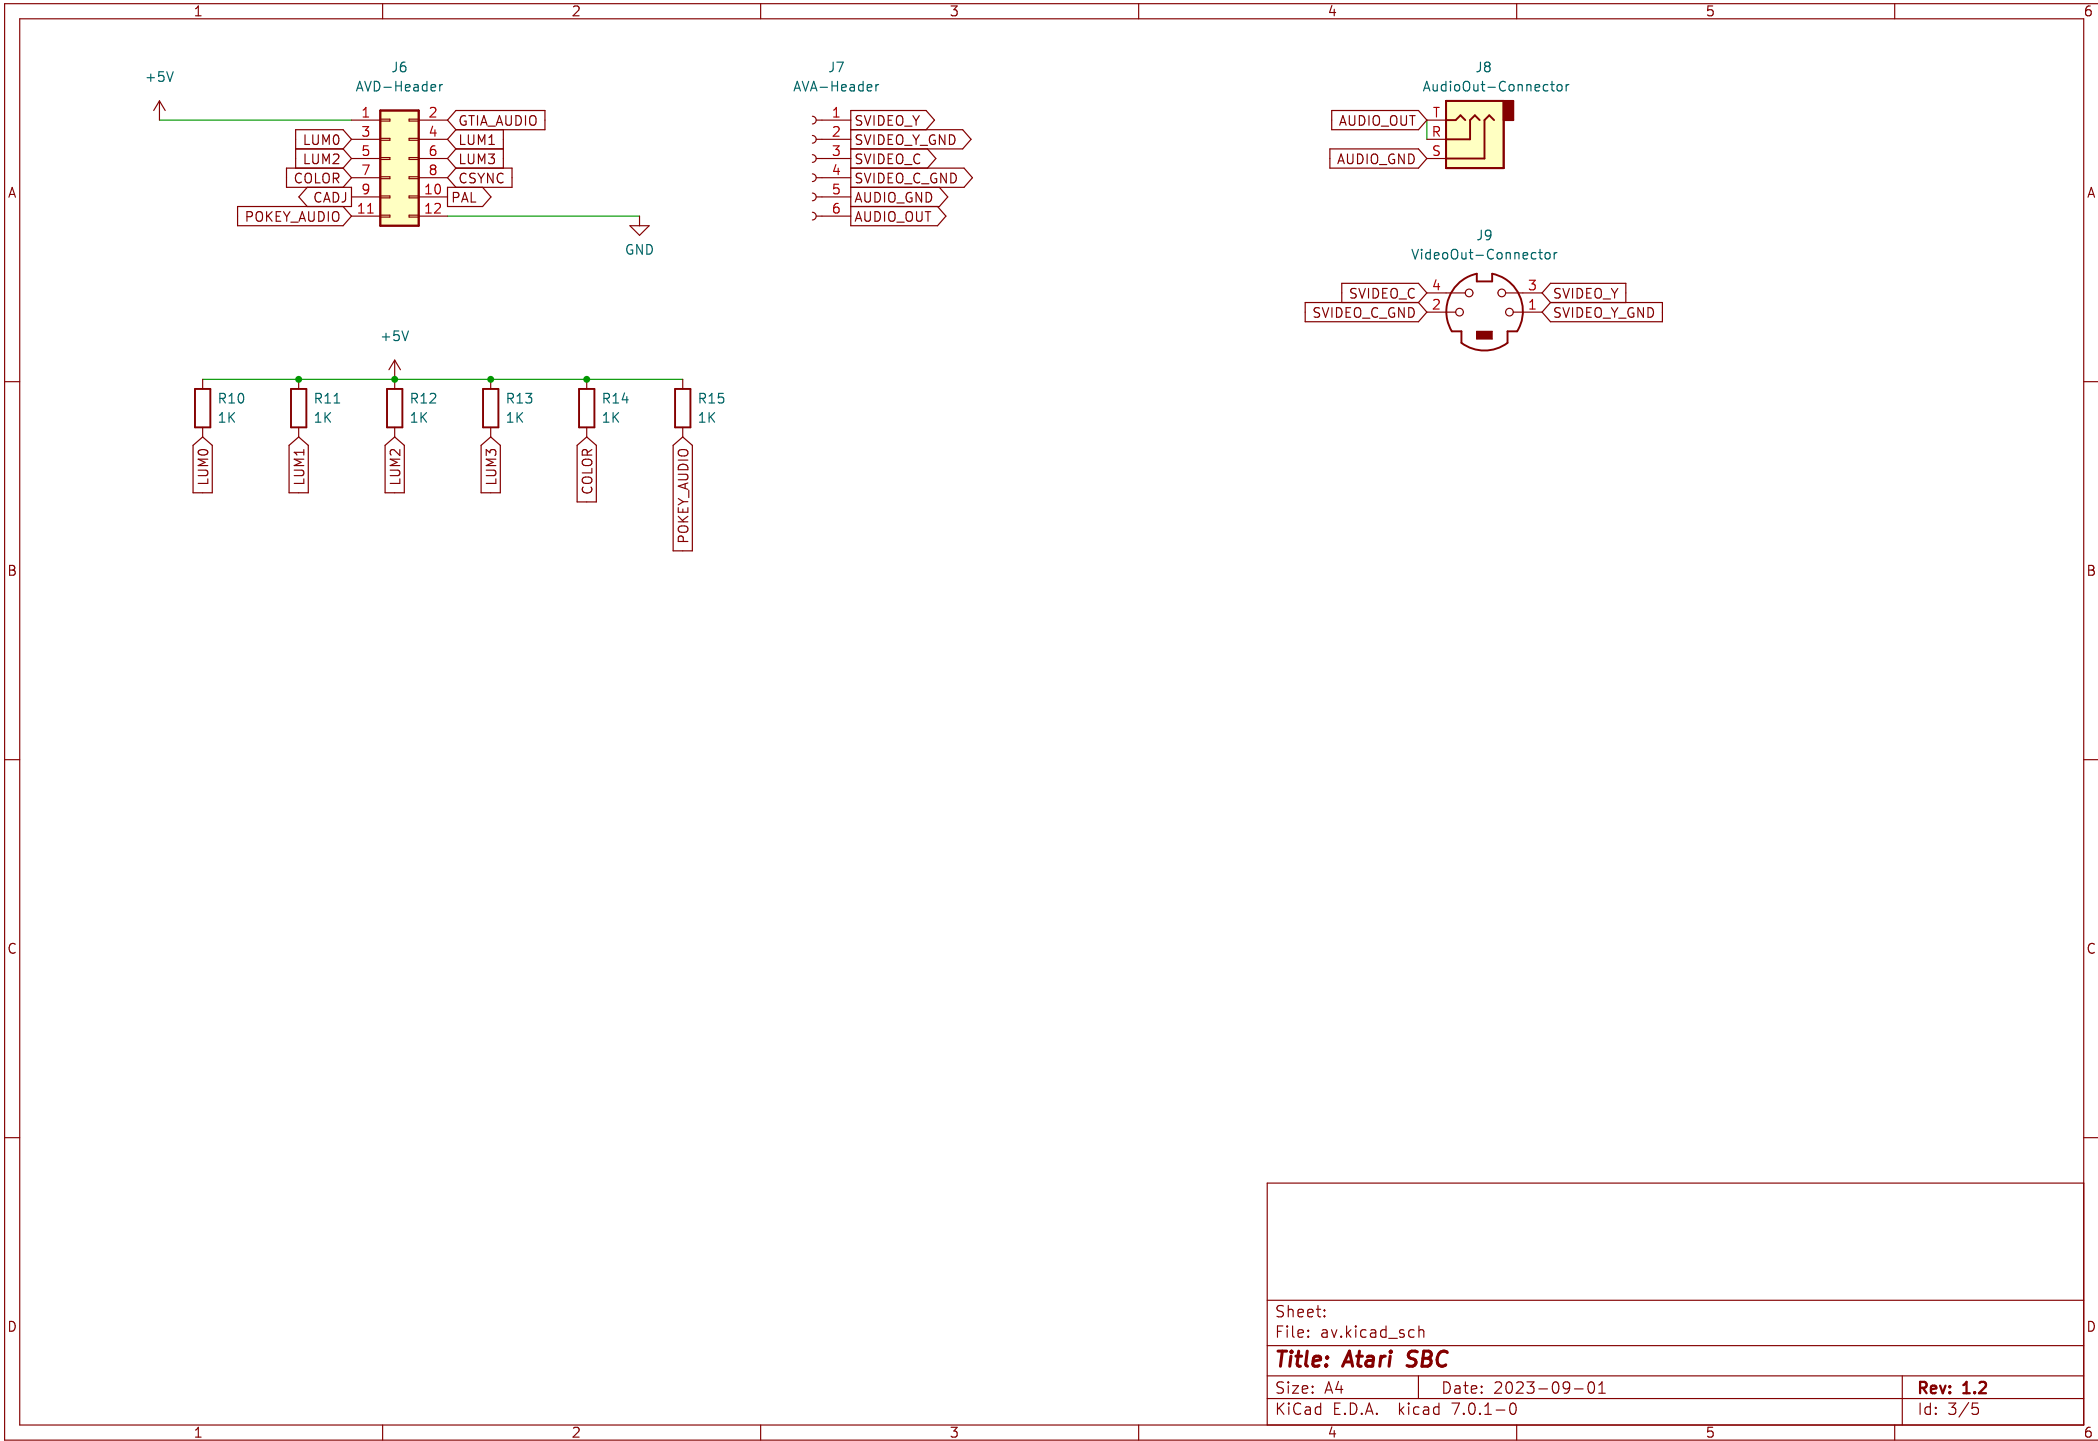 1 2 3 4 5 6
A A
B B
C C
D D
+5V
J6
AVD-Header
1 2 GTIA_AUDIO
LUM0 3 4 LUM1
LUM2 5 6 LUM3
COLOR 7 8 CSYNC
CADJ 9 10 PAL
POKEY_AUDIO 11 12
GND
J7
AVA-Header
1 SVIDEO_Y
2 SVIDEO_Y_GND
3 SVIDEO_C
4 SVIDEO_C_GND
5 AUDIO_GND
6 AUDIO_OUT
J8
AudioOut-Connector
AUDIO_OUT T
R
AUDIO_GND S
J9
VideoOut-Connector
SVIDEO_C 4 3 SVIDEO_Y
SVIDEO_C_GND 2 1 SVIDEO_Y_GND
+5V
R10 R11 R12 R13 R14 R15
1K 1K 1K 1K 1K 1K
LUM0 LUM1 LUM2 LUM3 COLOR POKEY_AUDIO
Sheet:
File: av.kicad_sch
Title: Atari SBC
Size: A4 Date: 2023-09-01 Rev: 1.2
KiCad E.D.A. kicad 7.0.1-0 Id: 3/5
1 2 3 4 5 6